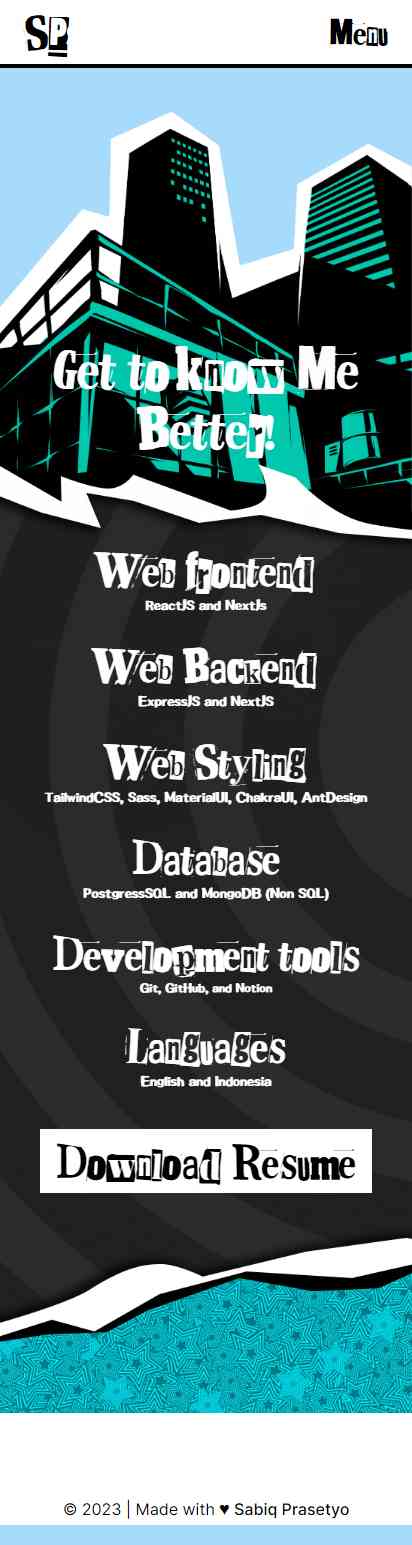 SP
Menu
Get to know Me
Better!
Web frontend
ReactJS and NextJs
Web Backend
ExpressJS and NextJS
Web Styling
TailwindCSS, Sass, MaterialUI, ChakraUI, AntDesign
Database
PostgressSQL and MongoDB (Non SQL)
Development tools
Git, GitHub, and Notion
Languages
English and Indonesia
Download Resume
© 2023 | Made with ♥ Sabiq Prasetyo